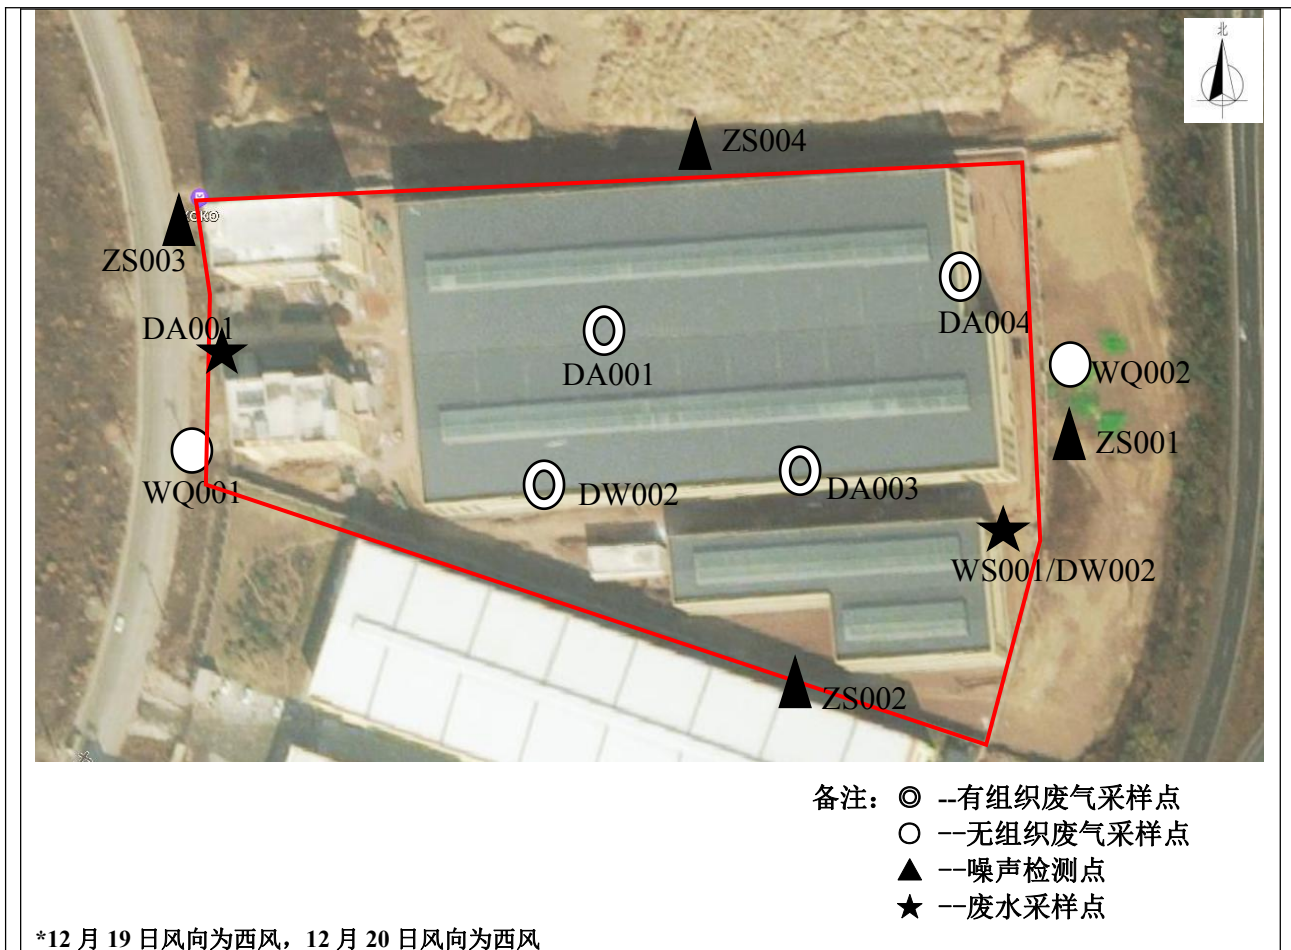 北
ZS004
KOKO
ZS003
DA004
DA001
DA001
WQ002
ZS001
WQ001
DW002
DA003
WS001/DW002
ZS002
备注：◎ --有组织废气采样点
○ --无组织废气采样点
▲ --噪声检测点
★ --废水采样点
*12 月 19 日风向为西风，12 月 20 日风向为西风